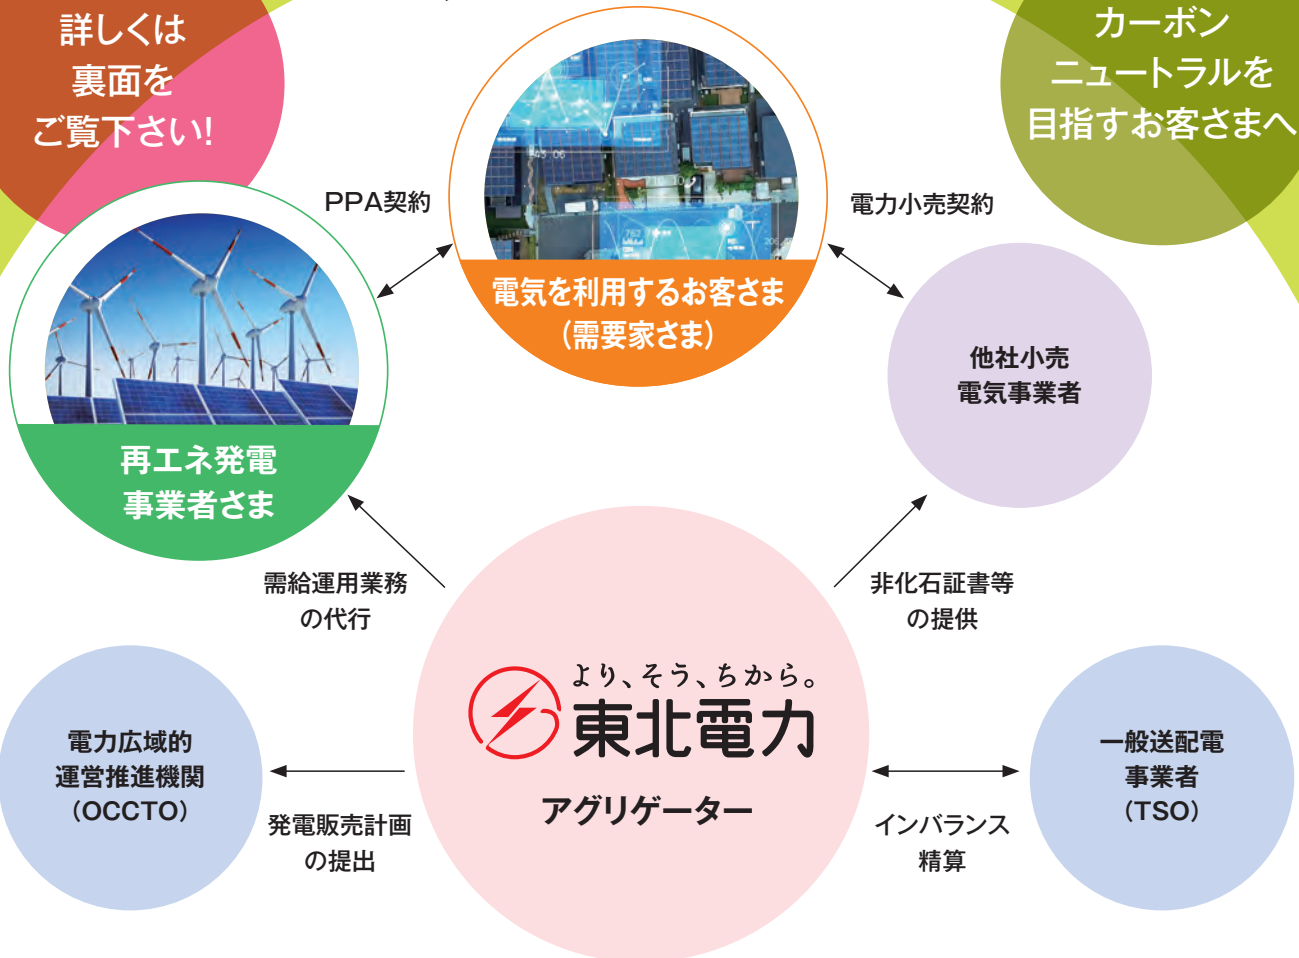 詳しくは
裏面を
ご覧下さい!
カーボン
ニュートラルを
目指すお客さまへ
PPA契約
電力小売契約
電気を利用するお客さま
(需要家さま)
再エネ発電
事業者さま
他社小売
電気事業者
需給運用業務
の代行
非化石証書等
の提供
より、そう、ちから。
東北電力
アグリゲーター
電力広域的
運営推進機関
(OCCTO)
発電販売計画
の提出
インバランス
精算
一般送配電
事業者
(TSO)